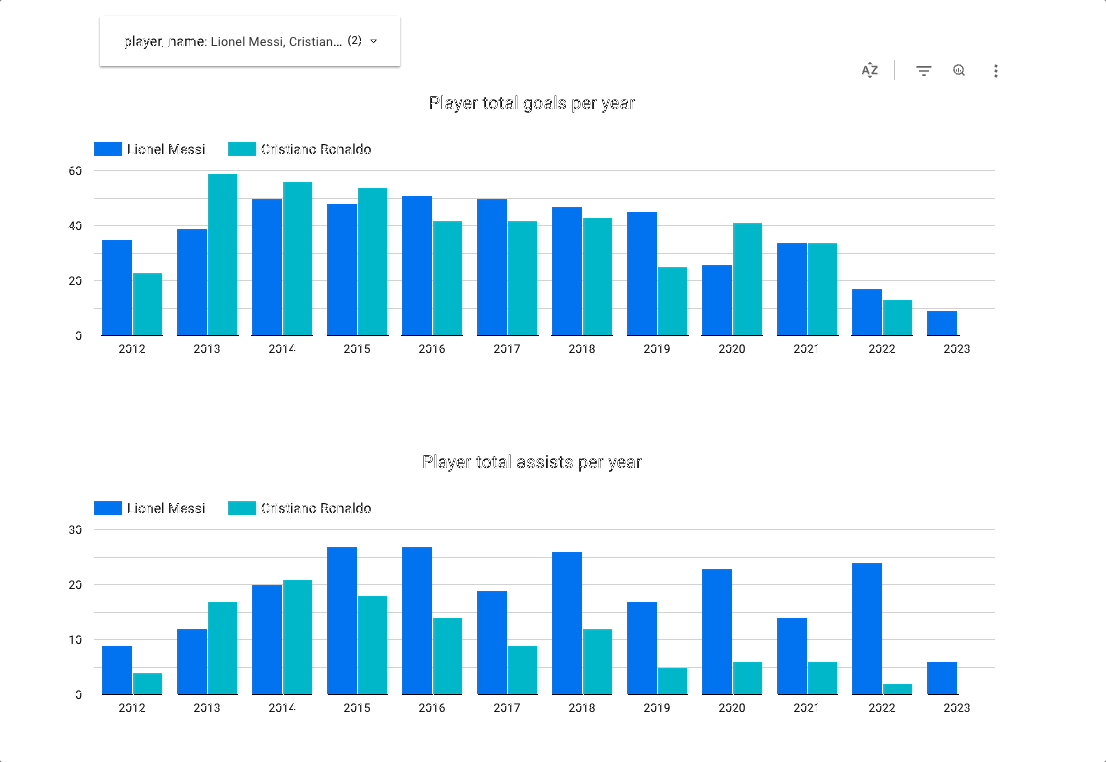 player_name: Lionel Messi, Cristian... (2)
AZ
Player total goals per year
Lionel Messi Cristiano Ronaldo
60
40
20
0
2012 2013 2014 2015 2016 2017 2018 2019 2020 2021 2022 2023
Player total assists per year
Lionel Messi Cristiano Ronaldo
30
20
10
0
2012 2013 2014 2015 2016 2017 2018 2019 2020 2021 2022 2023